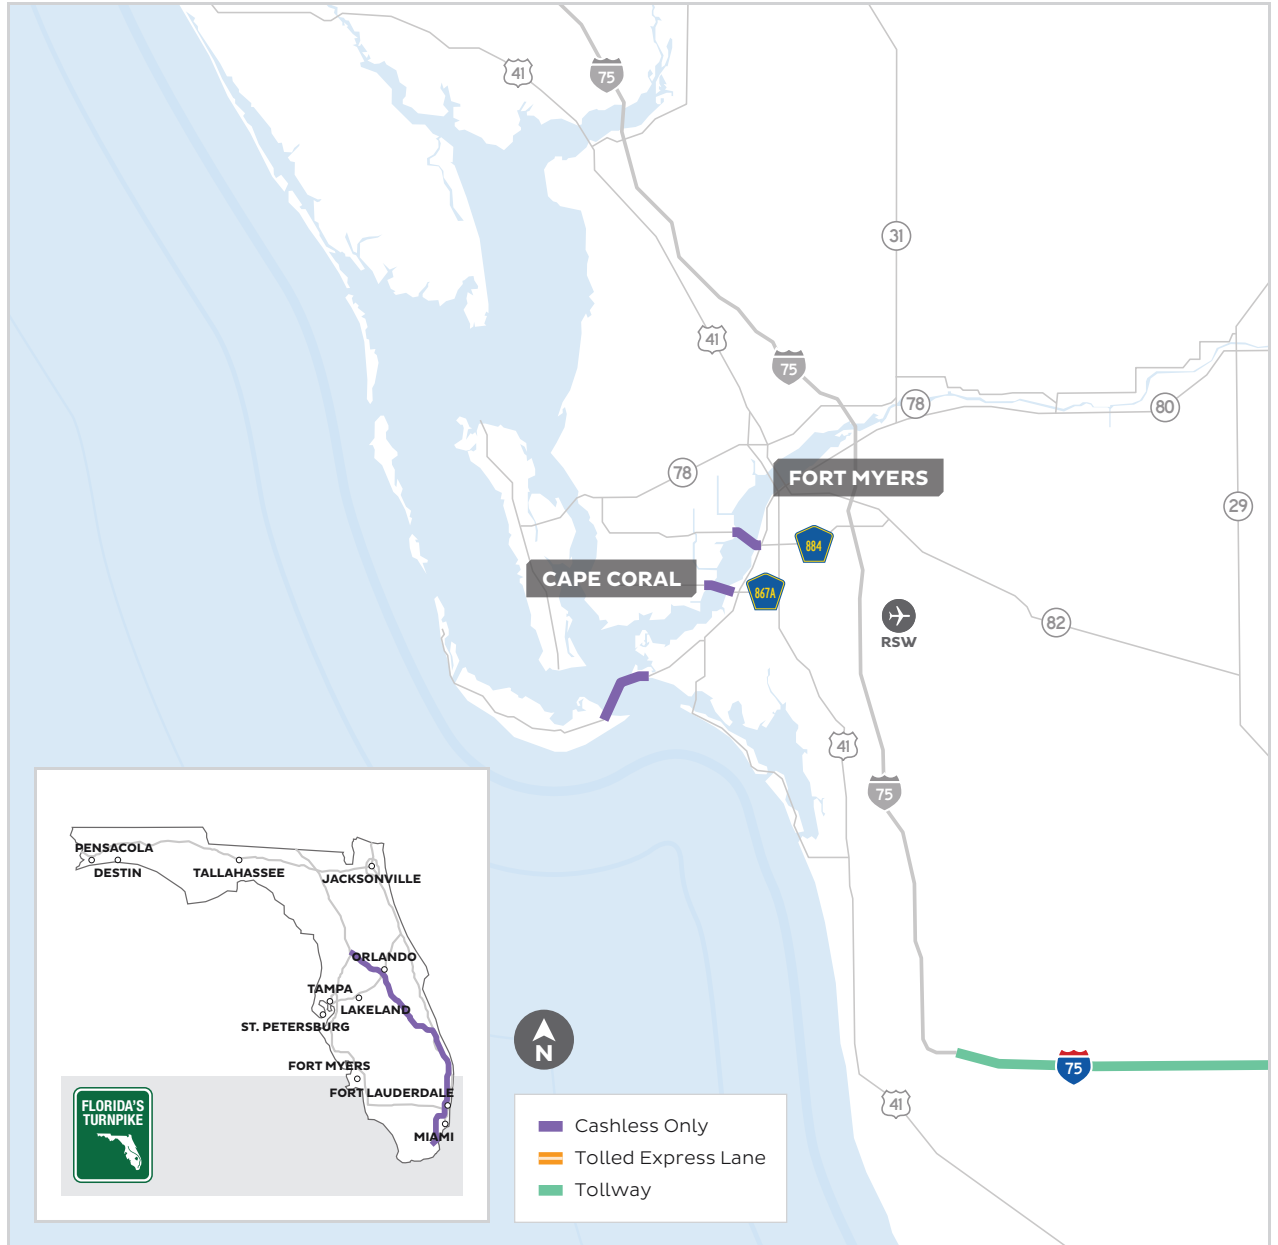 41
75
31
41
75
78
80
78
FORT MYERS
29
884
CAPE CORAL
867A
RSW
82
41
75
PENSACOLA
DESTIN
TALLAHASSEE
JACKSONVILLE
ORLANDO
TAMPA
LAKELAND
ST. PETERSBURG
FORT MYERS
FORT LAUDERDALE
MIAMI
FLORIDA'S
TURNPIKE
N
75
41
Cashless Only
Tolled Express Lane
Tollway